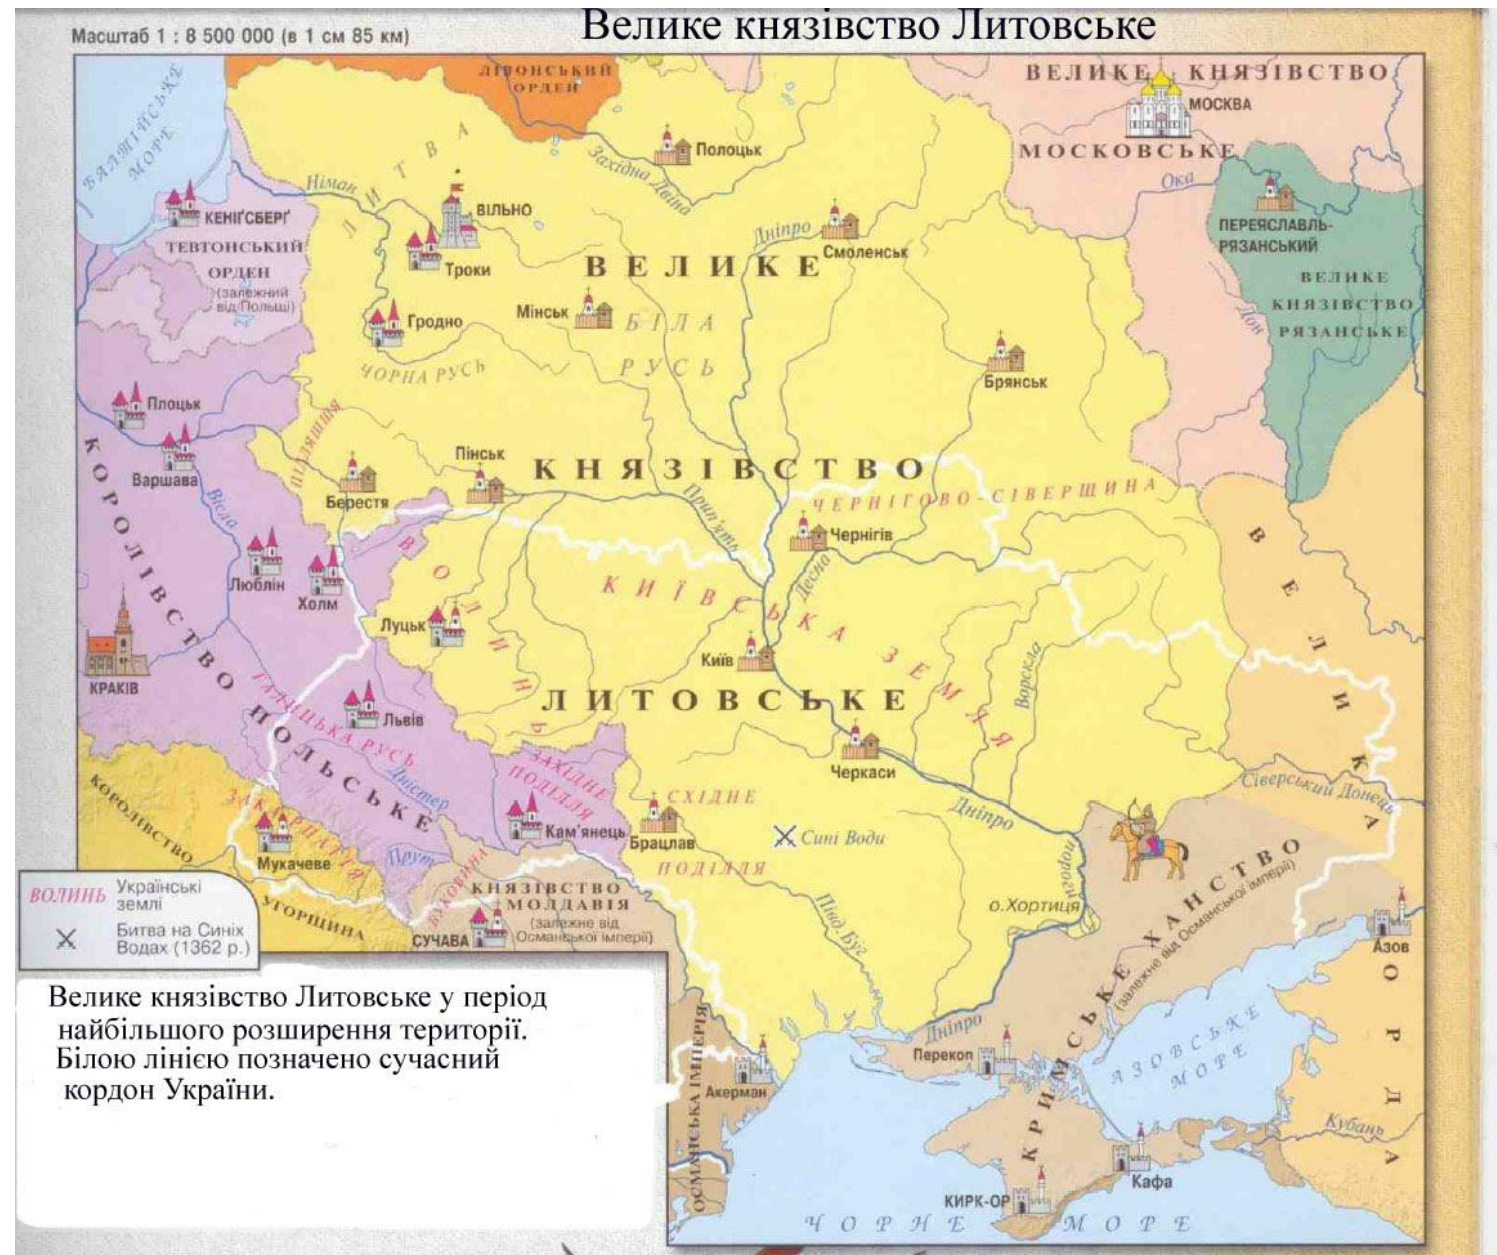 Масштаб 1 : 8 500 000 (в 1 см 85 км)
Велике князівство Литовське
БАЛТІЙСЬКЕ
МОРЕ
ЛІВОНСЬКИЙ
ОРДЕН
ВЕЛИКЕ КНЯЗІВСТВО
МОСКВА
МОСКОВСЬКЕ
Полоцьк
Західна Двіна
ЛИТВА
Німан
Ока
КЕНІҐСБЕРҐ
ВІЛЬНО
Троки
Дніпро
Смоленськ
ПЕРЕЯСЛАВЛЬ-
РЯЗАНСЬКИЙ
ТЕВТОНСЬКИЙ
ОРДЕН
(залежний
від Польщі)
ВЕЛИКЕ
ВЕЛИКЕ
КНЯЗІВСТВО
РЯЗАНСЬКЕ
Дон
Гродно
Мінськ
БІЛА
РУСЬ
ЧОРНА РУСЬ
Брянськ
Плоцьк
Варшава
Вісла
ПІДЛЯШШЯ
Берестя
Пінськ
КНЯЗІВСТВО
Прип'ять
ЧЕРНІГОВО-СІВЕРЩИНА
Чернігів
Десна
КОРОЛІВСТВО ПОЛЬСЬКЕ
Люблін
Холм
ВОЛИНЬ
Луцьк
КИЇВСЬКА ЗЕМЛЯ
Київ
Ворскла
КРАКІВ
ЛИТОВСЬКЕ
ВЕЛИКА ОРДА
Львів
ГАЛИЦЬКА РУСЬ
Дністер
ЗАХІДНЕ
ПОДІЛЛЯ
Черкаси
Сіверський Донець
СХІДНЕ
ПОДІЛЛЯ
Дніпро
Сині Води
Кам'янець
Брацлав
КОРОЛІВСТВО
УГОРЩИНА
ЗАКАРПАТТЯ
Мукачеве
Прут
БУКОВИНА
КНЯЗІВСТВО
МОЛДАВІЯ
(залежне від
Османської імперії)
СУЧАВА
Півд.Буг
пороги
о.Хортиця
КРИМСЬКЕ ХАНСТВО
(залежне від Османської імперії)
Азов
ВОЛИНЬ
Українські
землі
Битва на Синіх
Водах (1362 р.)
Велике князівство Литовське у період
найбільшого розширення території.
Білою лінією позначено сучасний
кордон України.
ОСМАНСЬКА ІМПЕРІЯ
Акерман
Дніпро
Перекоп
АЗОВСЬКЕ
МОРЕ
Кубань
Кафа
КИРК-ОР
ЧОРНЕ МОРЕ